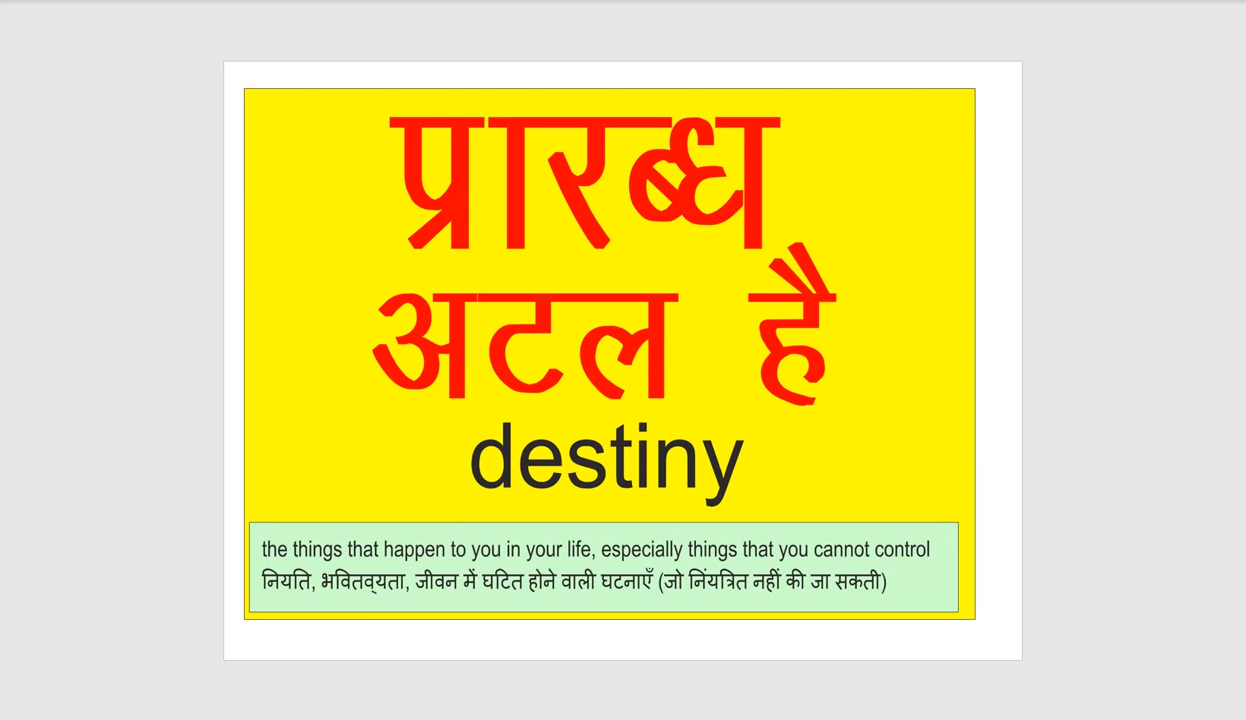 प्रारब्ध
अटल है
destiny
the things that happen to you in your life, especially things that you cannot control
नियति, भवितव्‍यता, जीवन में घटित होने वाली घटनाएँ (जो निंयत्रित नहीं की जा सकती)